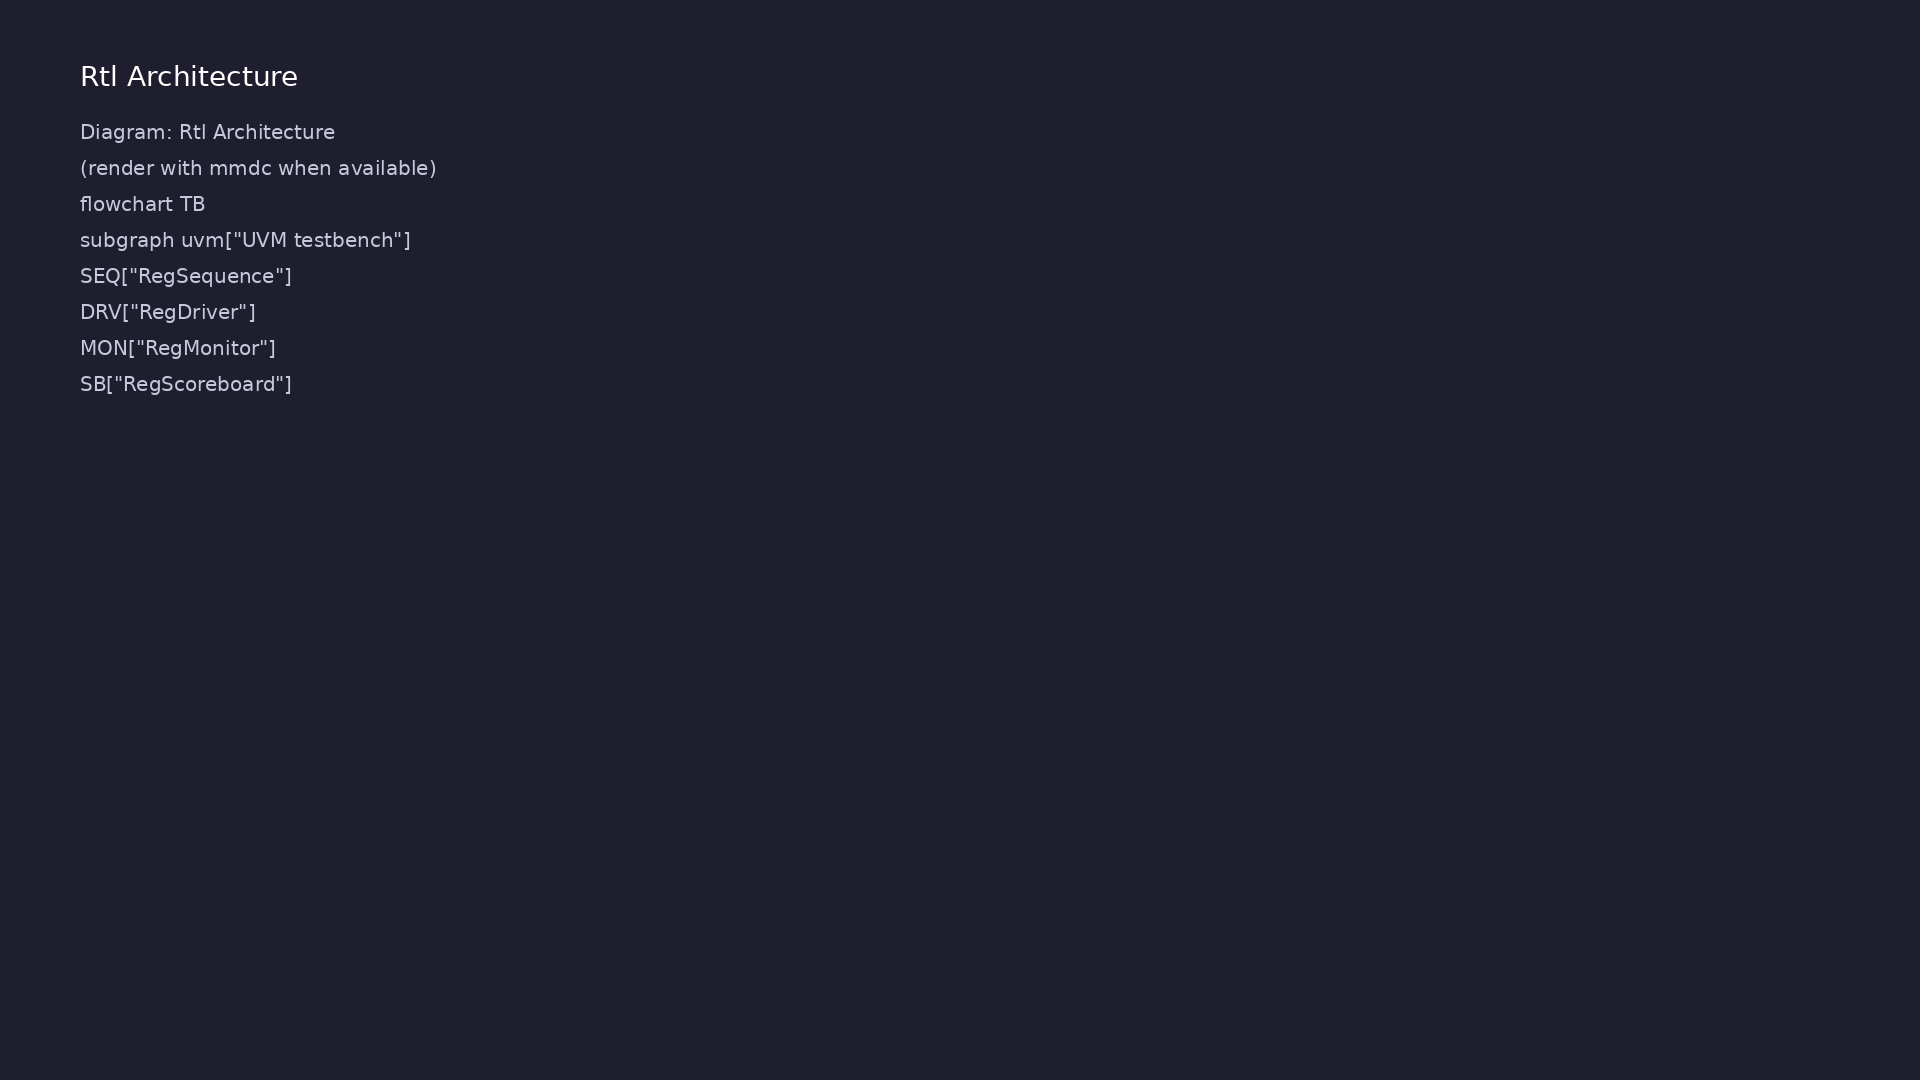 Rtl Architecture
Diagram: Rtl Architecture
(render with mmdc when available)
flowchart TB
subgraph uvm["UVM testbench"]
SEQ["RegSequence"]
DRV["RegDriver"]
MON["RegMonitor"]
SB["RegScoreboard"]